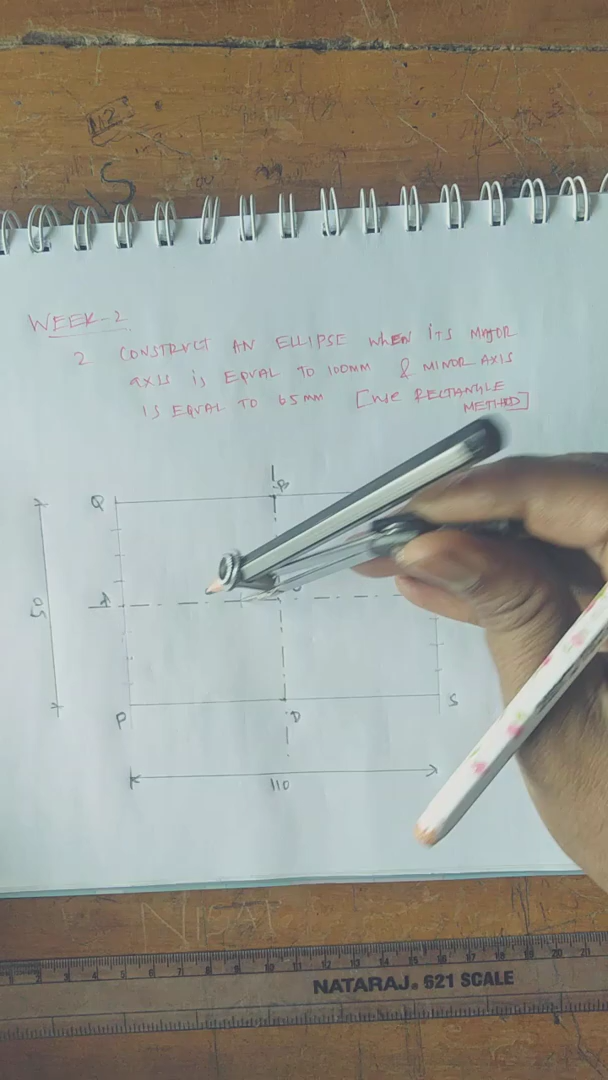 WEEK-2
2 CONSTRUCT AN ELLIPSE WHEN ITS MAJOR
AXIS IS EQUAL TO 100MM & MINOR AXIS
IS EQUAL TO 65MM [USE RECTANGLE
METHOD]
Q
B
A
50
P
D
S
110
NATARAJ® 621 SCALE